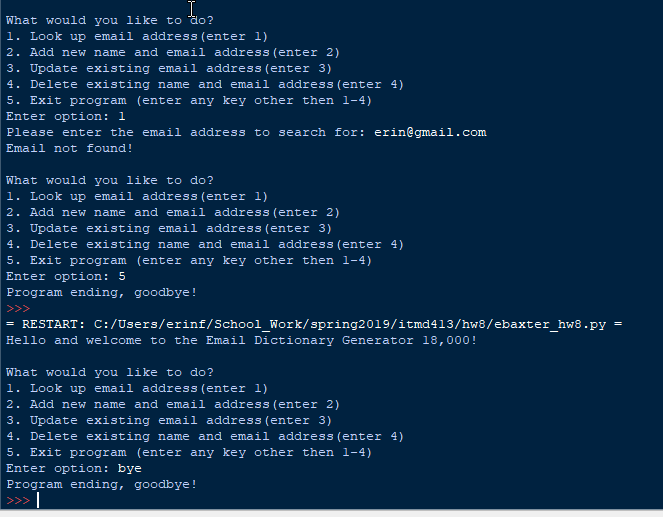 What would you like to do?
1. Look up email address(enter 1)
2. Add new name and email address(enter 2)
3. Update existing email address(enter 3)
4. Delete existing name and email address(enter 4)
5. Exit program (enter any key other then 1-4)
Enter option: 1
Please enter the email address to search for: erin@gmail.com
Email not found!

What would you like to do?
1. Look up email address(enter 1)
2. Add new name and email address(enter 2)
3. Update existing email address(enter 3)
4. Delete existing name and email address(enter 4)
5. Exit program (enter any key other then 1-4)
Enter option: 5
Program ending, goodbye!
>>>
= RESTART: C:/Users/erinf/School_Work/spring2019/itmd413/hw8/ebaxter_hw8.py =
Hello and welcome to the Email Dictionary Generator 18,000!

What would you like to do?
1. Look up email address(enter 1)
2. Add new name and email address(enter 2)
3. Update existing email address(enter 3)
4. Delete existing name and email address(enter 4)
5. Exit program (enter any key other then 1-4)
Enter option: bye
Program ending, goodbye!
>>>